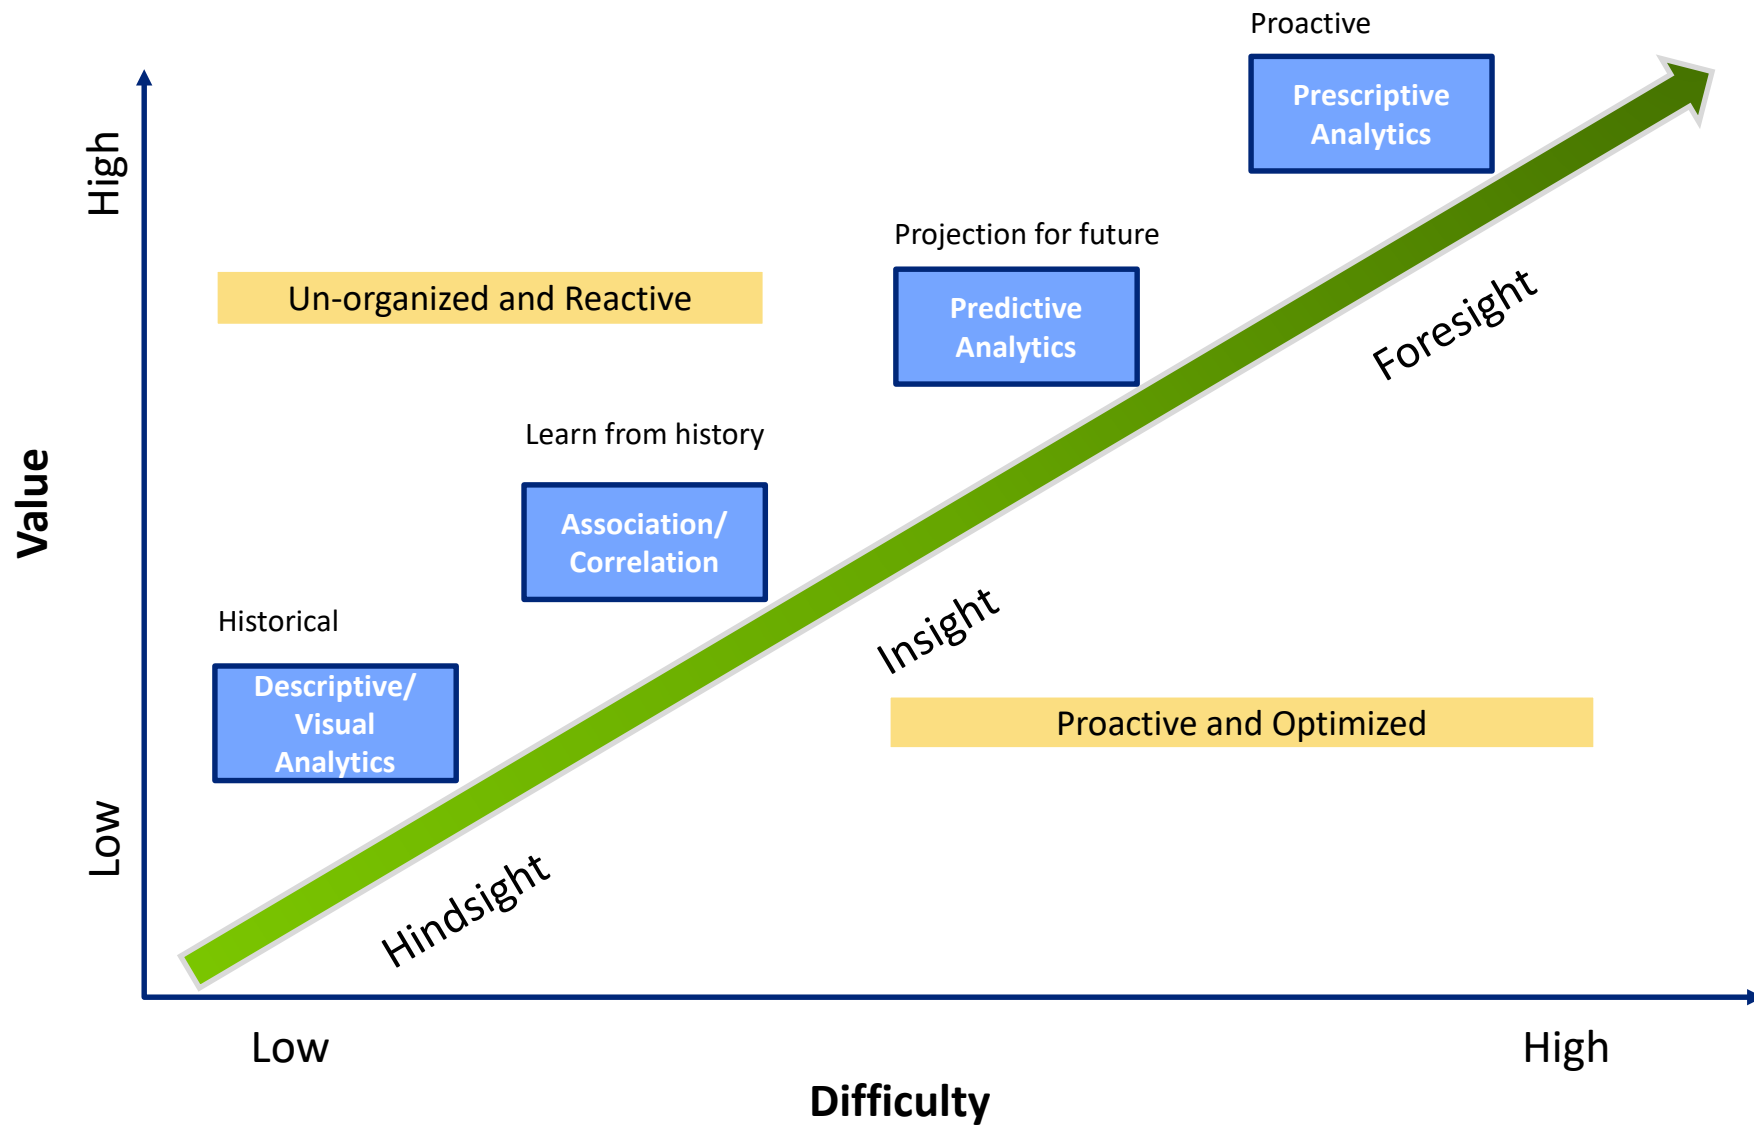 Proactive
Prescriptive
Analytics
High
Projection for future
Un-organized and Reactive
Predictive
Analytics
Foresight
Learn from history
Value
Association/
Correlation
Historical
Insight
Descriptive/
Visual
Analytics
Proactive and Optimized
Low
Hindsight
Low
High
Difficulty